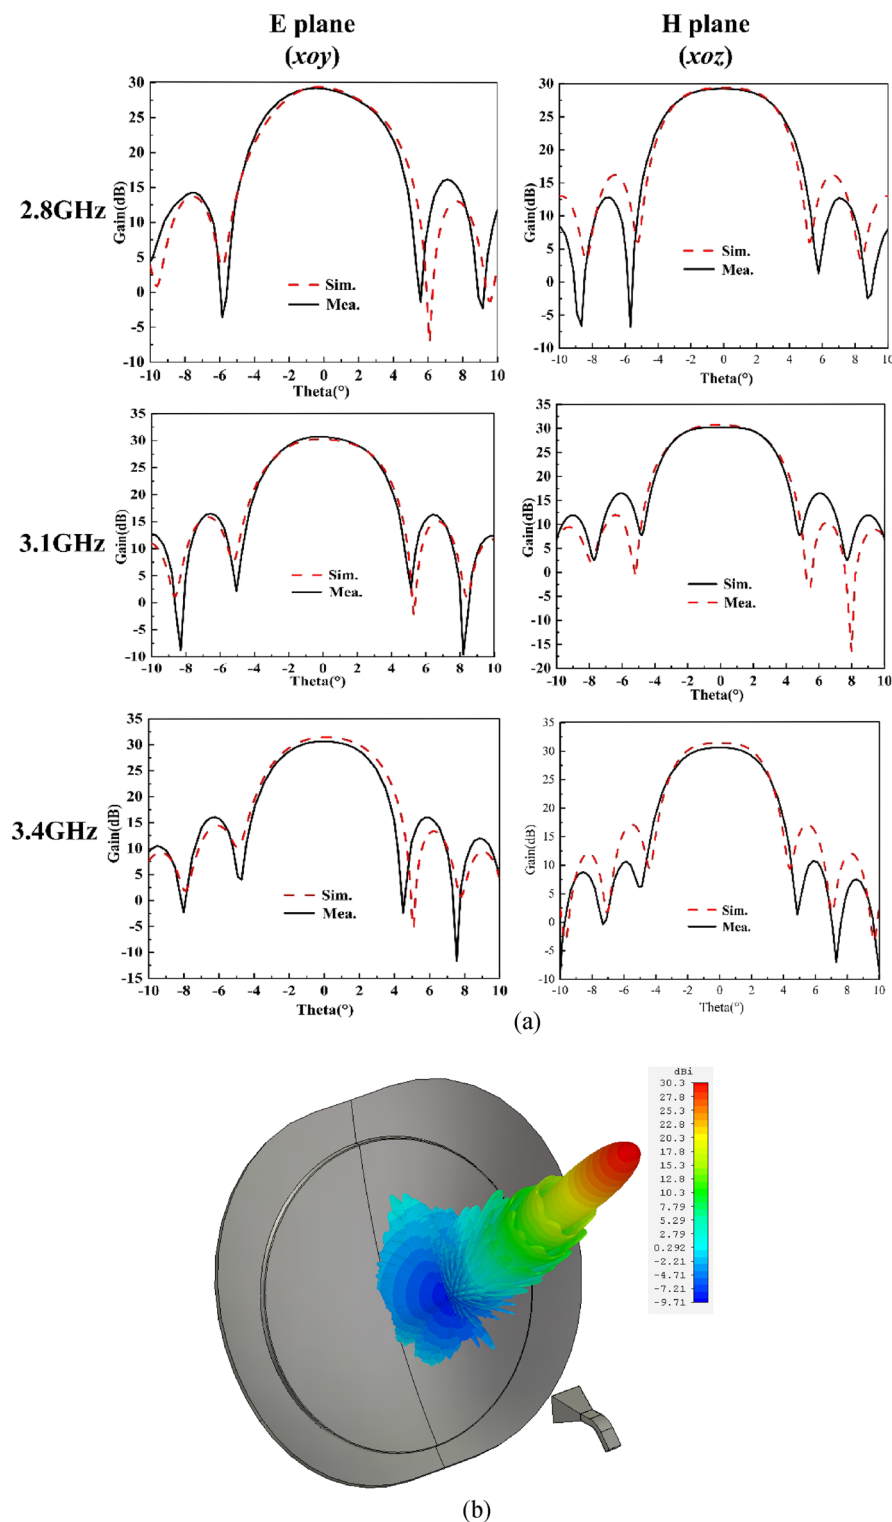 E plane
(xoy)
H plane
(xoz)
2.8GHz
Gain(dB)
30
25
20
15
10
5
0
-5
-10
Sim.
Mea.
-10 -8 -6 -4 -2 0 2 4 6 8 10
Theta(°)
Gain(dB)
30
25
20
15
10
5
0
-5
-10
Sim.
Mea.
-10 -8 -6 -4 -2 0 2 4 6 8 10
Theta(°)
3.1GHz
Gain(dB)
35
30
25
20
15
10
5
0
-5
-10
Sim.
Mea.
-10 -8 -6 -4 -2 0 2 4 6 8 10
Theta(°)
Gain(dB)
35
30
25
20
15
10
5
0
-5
-10
-15
-20
Sim.
Mea.
-10 -8 -6 -4 -2 0 2 4 6 8 10
Theta(°)
3.4GHz
Gain(dB)
35
30
25
20
15
10
5
0
-5
-10
-15
Sim.
Mea.
-10 -8 -6 -4 -2 0 2 4 6 8 10
Theta(°)
Gain(dB)
35
30
25
20
15
10
5
0
-5
-10
Sim.
Mea.
-10 -8 -6 -4 -2 0 2 4 6 8 10
Theta(°)
(a)
dBi
30.3
27.8
22.8
20.3
17.8
15.3
12.8
10.3
5.29
2.79
0.292
-2.21
-4.71
-7.21
-9.71
(b)